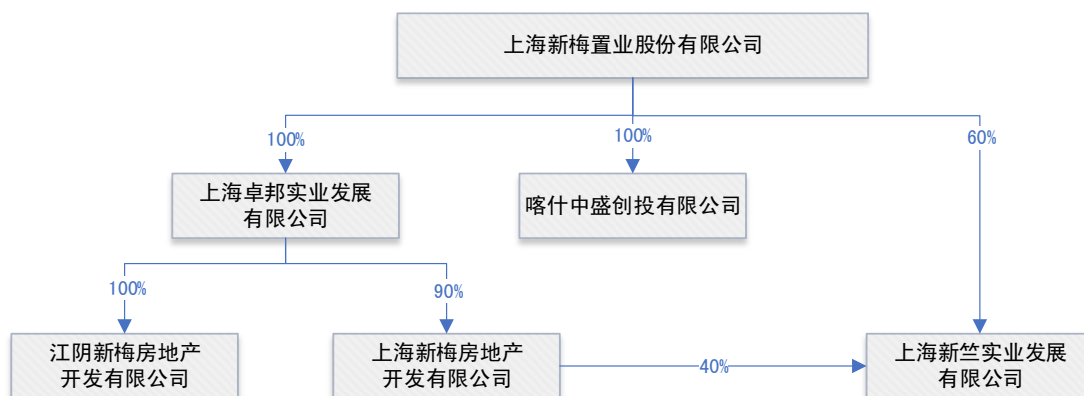 上海新梅置业股份有限公司
100%
100%
60%
上海卓邦实业发展
有限公司
喀什中盛创投有限公司
100%
90%
江阴新梅房地产
开发有限公司
上海新梅房地产
开发有限公司
40%
上海新竺实业发展
有限公司